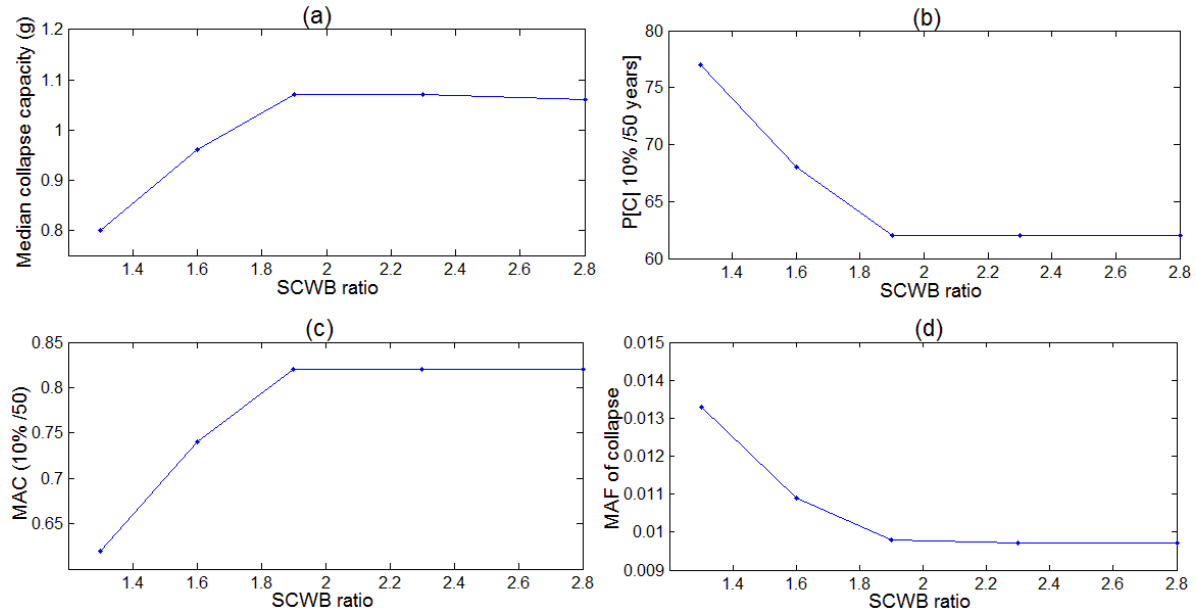 (a)
Median collapse capacity (g)
1.2
1.1
1
0.9
0.8
1.4 1.6 1.8 2 2.2 2.4 2.6 2.8
SCWB ratio
(b)
P[C| 10% /50 years]
80
75
70
65
60
1.4 1.6 1.8 2 2.2 2.4 2.6 2.8
SCWB ratio
(c)
MAC (10% /50)
0.85
0.8
0.75
0.7
0.65
1.4 1.6 1.8 2 2.2 2.4 2.6 2.8
SCWB ratio
(d)
MAF of collapse
0.015
0.014
0.013
0.012
0.011
0.01
0.009
1.4 1.6 1.8 2 2.2 2.4 2.6 2.8
SCWB ratio